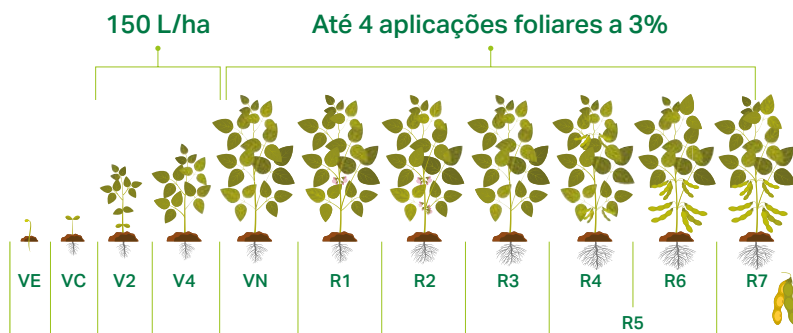 150 L/ha Até 4 aplicações foliares a 3%
VE VC V2 V4 VN R1 R2 R3 R4 R6 R7
R5